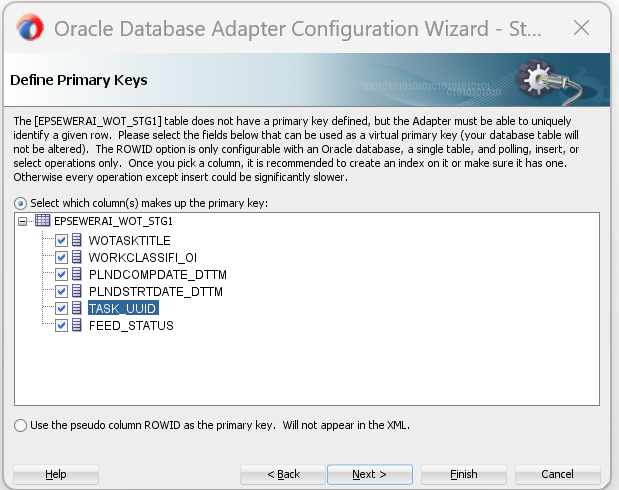 Oracle Database Adapter Configuration Wizard - St...
Define Primary Keys
The [EPSEWERAI_WOT_STG1] table does not have a primary key defined, but the Adapter must be able to uniquely
identify a given row.  Please select the fields below that can be used as a virtual primary key (your database table will
not be altered).  The ROWID option is only configurable with an Oracle database, a single table, and polling, insert, or
select operations only.  Once you pick a column, it is recommended to create an index on it or make sure it has one.
Otherwise every operation except insert could be significantly slower.
Select which column(s) makes up the primary key:
EPSEWERAI_WOT_STG1
WOTASKTITLE
WORKCLASSIFI_OI
PLNDCOMPDATE_DTTM
PLNDSTRTDATE_DTTM
TASK_UUID
FEED_STATUS
Use the pseudo column ROWID as the primary key.  Will not appear in the XML.
Help < Back Next > Finish Cancel